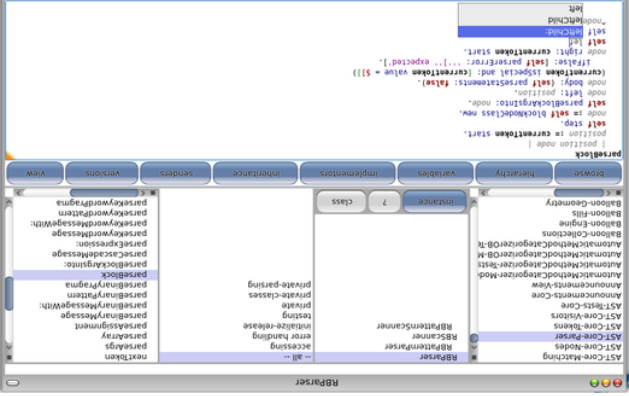 RBParser
AST-Core-Matching
AST-Core-Nodes
AST-Core-Parser
AST-Core-Tokens
AST-Core-Visitors
AST-Tests-Core
Announcements-Core
Announcements-View
AutomaticMethodCategorizer-Mod
AutomaticMethodCategorizer-Tests
AutomaticMethodCategorizerOB-Te
Balloon-Collections
Balloon-Engine
Balloon-Fills
Balloon-Geometry
RBParser
RBPatternParser
RBScanner
RBPatternScanner
instance
?
class
-- all --
accessing
error handling
initialize-release
testing
private
private-classes
private-parsing
nextToken
parseArgs
parseArray
parseAssignment
parseBinaryMessage
parseBinaryMessageWith:
parseBinaryPattern
parseBinaryPragma
parseBlock
parseBlockArgsInto:
parseCascadeMessage
parseExpression:
parseKeywordMessage
parseKeywordMessageWith:
parseKeywordPattern
parseKeywordPragma
browse
hierarchy
variables
implementors
inheritance
senders
versions
view
parseBlock
| position node |
position := currentToken start.
self step.
node := self blockNodeClass new.
self parseBlockArgsInto: node.
node left: position.
node body: (self parseStatements: false).
(currentToken isSpecial and: [currentToken value = $]])
ifFalse: [self parserError: ''']'' expected'].
node right: currentToken start.
self lef
self
^node
leftChild:
leftChild
left